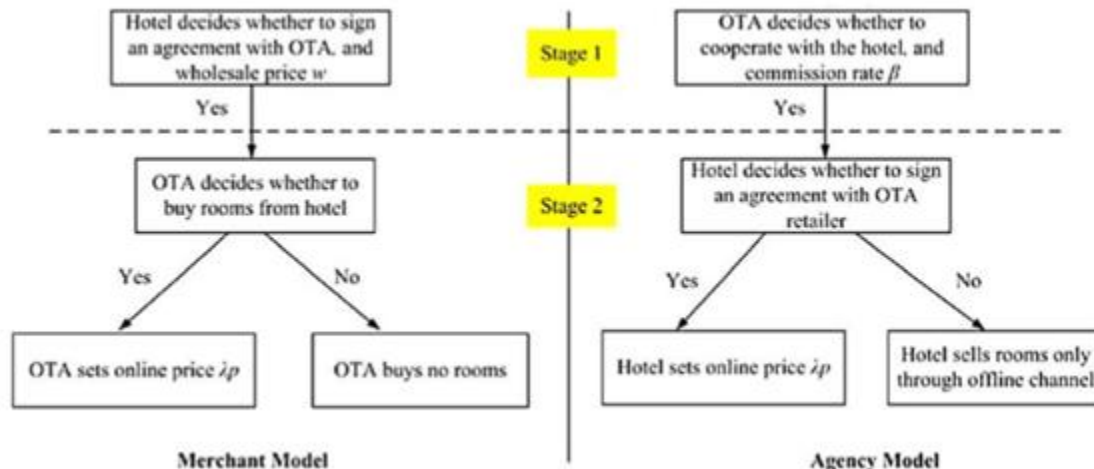 Hotel decides whether to sign
an agreement with OTA, and
wholesale price w
Stage 1
OTA decides whether to
cooperate with the hotel, and
commission rate β
Yes
Yes
OTA decides whether to
buy rooms from hotel
Stage 2
Hotel decides whether to sign
an agreement with OTA
retailer
Yes
No
Yes
No
OTA sets online price λp
OTA buys no rooms
Hotel sets online price λp
Hotel sells rooms only
through offline channel
Merchant Model
Agency Model